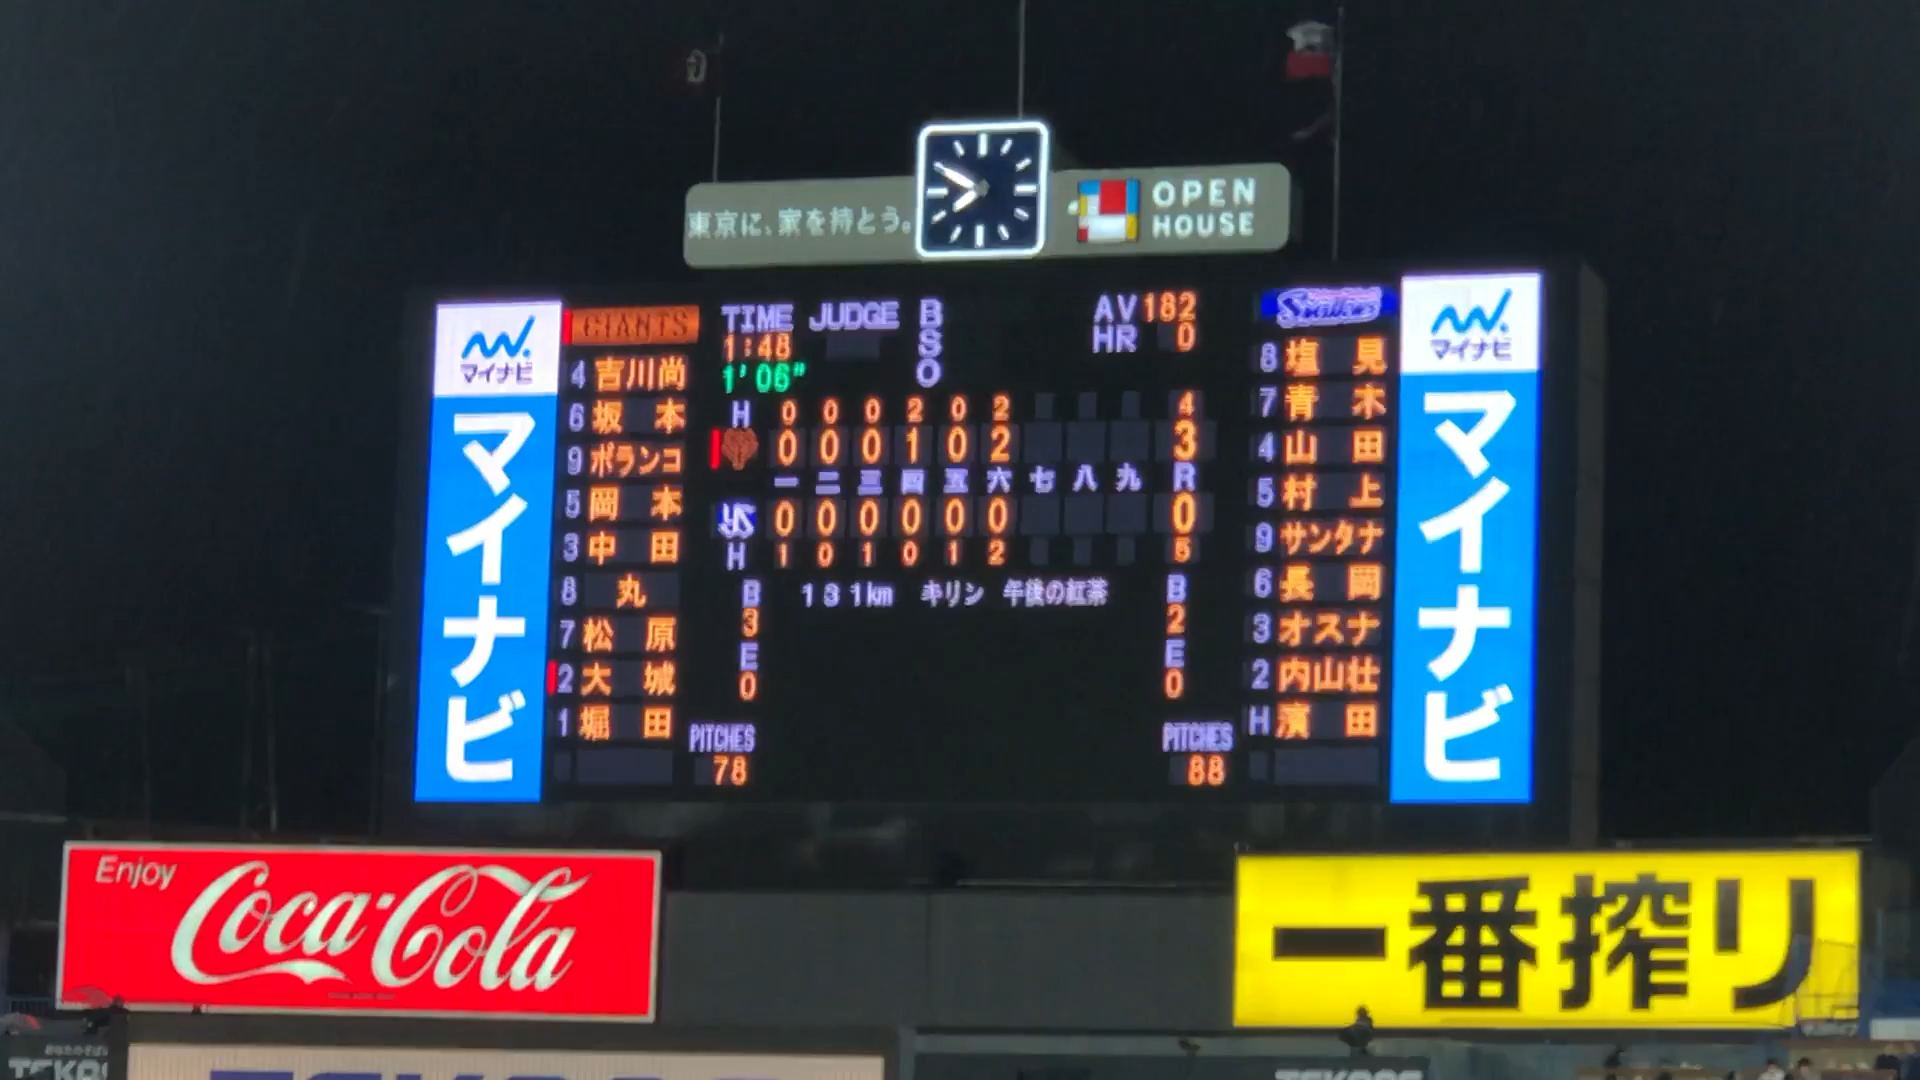 東京に、家を持とう。
OPEN
HOUSE
マイナビ
マイナビ
GIANTS
4 吉川尚
6 坂本
9 ポランコ
5 岡本
3 中田
8 丸
7 松原
2 大城
1 堀田
TIME JUDGE B
1:48 S
1'06" O
AV 182
HR 0
H 0 0 0 2 0 2 4
0 0 0 1 0 2 3
一 二 三 四 五 六 七 八 九 R
YS 0 0 0 0 0 0 0
H 1 0 1 0 1 2 5
B 131km キリン 午後の紅茶 B
3 2
E E
0 0
PITCHES PITCHES
78 88
Swallows
8 塩見
7 青木
4 山田
5 村上
9 サンタナ
6 長岡
3 オスナ
2 内山壮
H 濱田
マイナビ
マイナビ
Enjoy
Coca-Cola
一番搾り